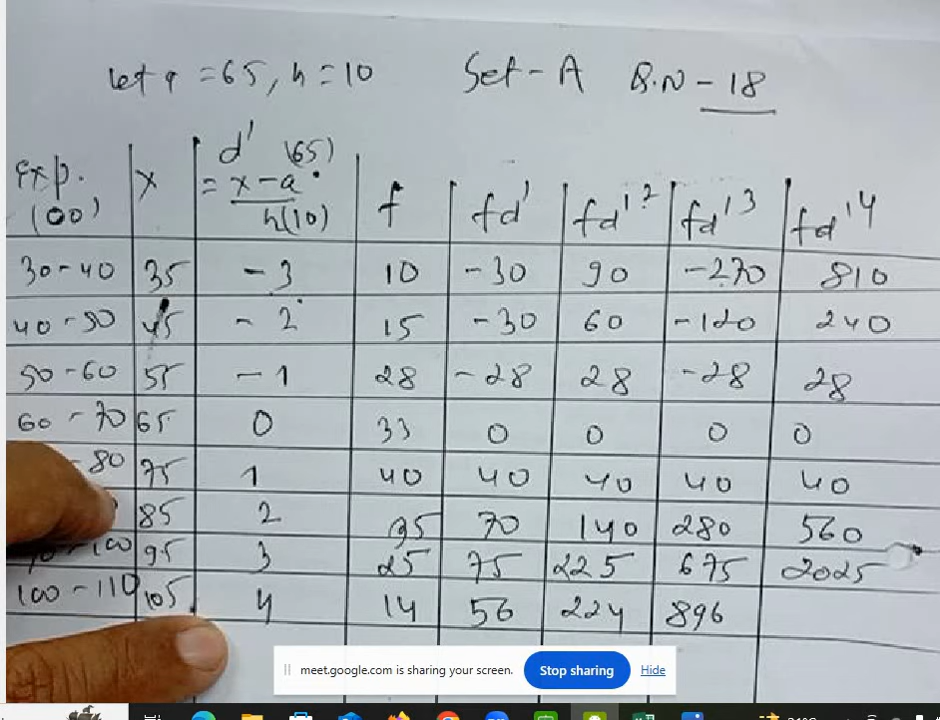 let a = 65, h = 10 Set - A Q.N - 18
Exp. (00) | x | d' = x - a (65) / h(10) | f | fd' | fd'2 | fd'3 | fd'4
30 - 40 | 35 | - 3 | 10 | - 30 | 90 | - 270 | 810
40 - 50 | 45 | - 2 | 15 | - 30 | 60 | - 120 | 240
50 - 60 | 55 | - 1 | 28 | - 28 | 28 | - 28 | 28
60 - 70 | 65 | 0 | 33 | 0 | 0 | 0 | 0
- 80 | 75 | 1 | 40 | 40 | 40 | 40 | 40
85 | 2 | 35 | 70 | 140 | 280 | 560
- 100 | 95 | 3 | 25 | 75 | 225 | 675 | 2025
100 - 110 | 105 | 4 | 14 | 56 | 224 | 896
meet.google.com is sharing your screen. Stop sharing Hide